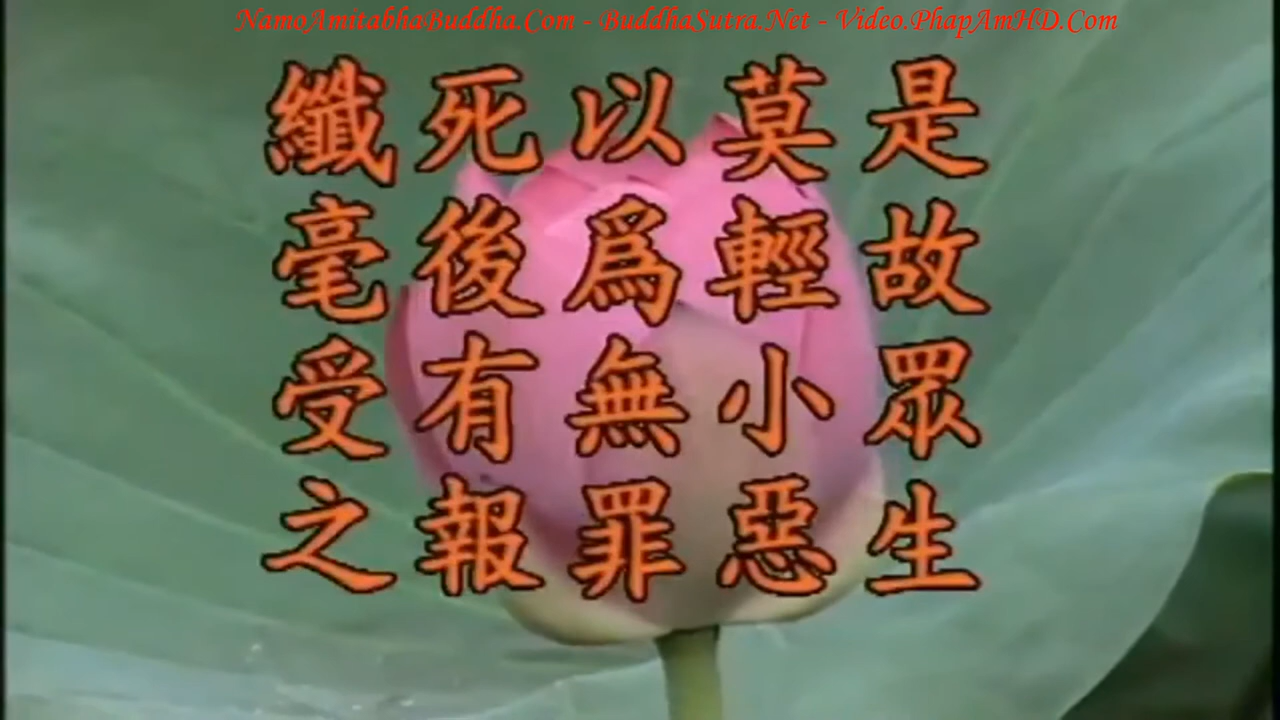 NamoAmitabhaBuddha.Com - BuddhaSutra.Net - Video.PhapAmHD.Com
是故眾生
莫輕小惡
以爲無罪
死後有報
纖毫受之